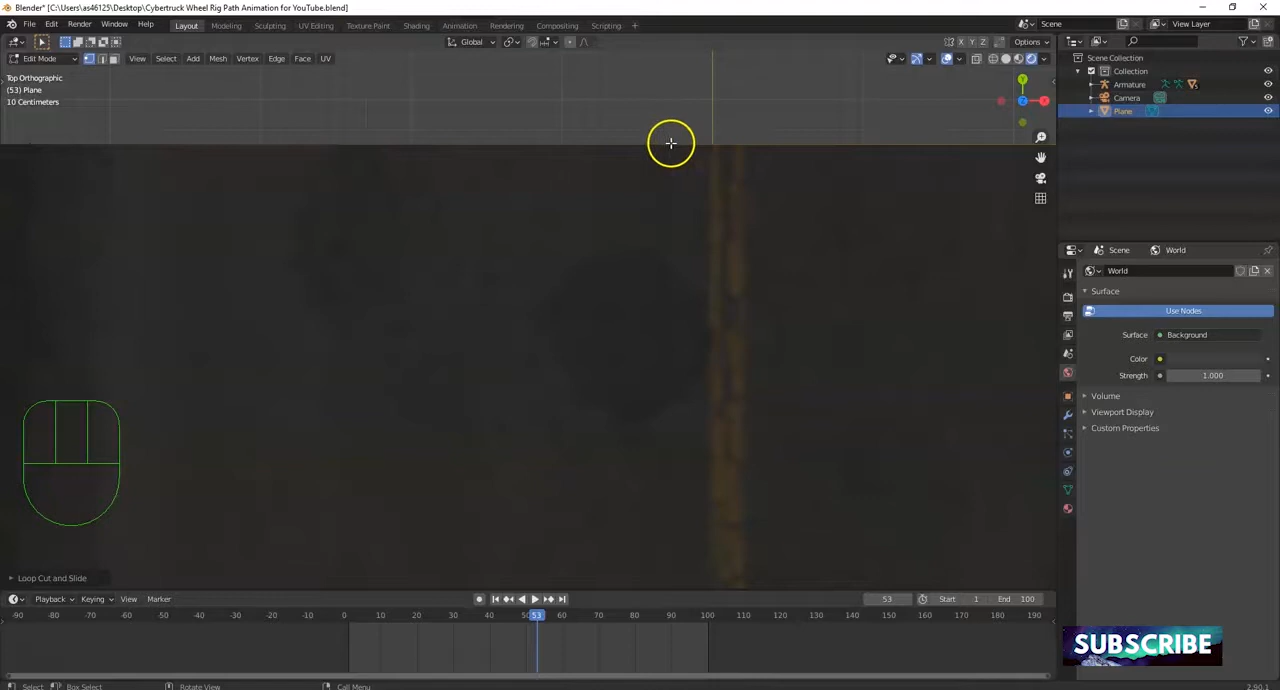 Blender* [C:\Users\as46125\Desktop\Cybertruck Wheel Rig Path Animation for YouTube.blend]
File Edit Render Window Help Layout Modeling Sculpting UV Editing Texture Paint Shading Animation Rendering Compositing Scripting + Scene View Layer
Global X Y Z Options
Edit Mode View Select Add Mesh Vertex Edge Face UV
Scene Collection
Collection
Armature
Camera
Plane
Top Orthographic
(53) Plane
10 Centimeters
Y
Z
X
Scene World
World
Surface
Use Nodes
Surface Background
Color
Strength 1.000
Volume
Viewport Display
Custom Properties
Loop Cut and Slide
Playback Keying View Marker 53 Start 1 End 100
-90 -80 -70 -60 -50 -40 -30 -20 -10 0 10 20 30 40 50 53 60 70 80 90 100 110 120 130 140 150 160 170 180 190
SUBSCRIBE
Select Box Select Rotate View Call Menu 2.90.1